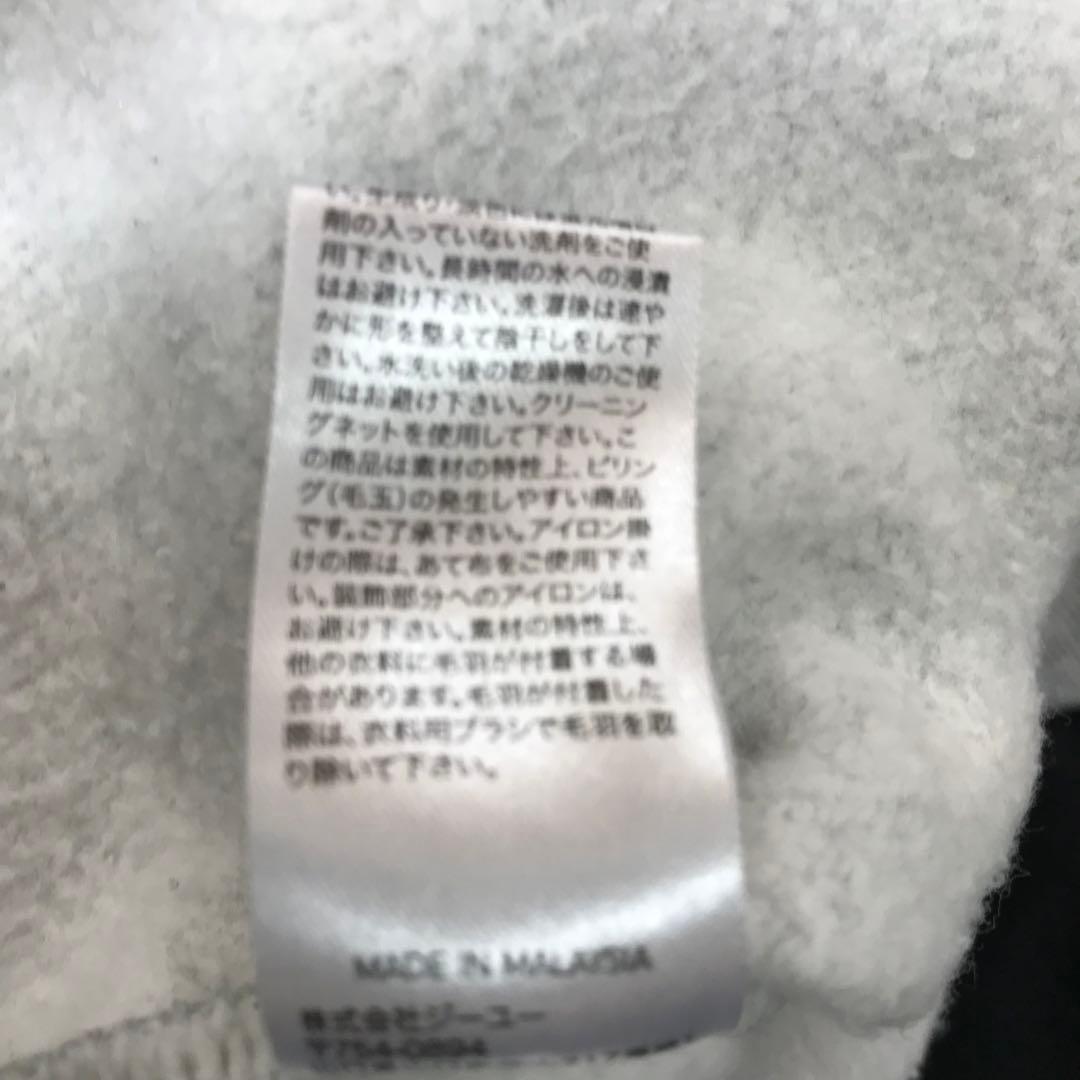 剤の入っていない洗剤をご使
用下さい。長時間の水への浸漬
はお避け下さい。洗濯後は速や
かに形を整えて陰干しをして下
さい。水洗い後の乾燥機のご使
用はお避け下さい。クリーニン
グネットを使用して下さい。こ
の商品は素材の特性上、ピリン
グ(毛玉)の発生しやすい商品
です。ご了承下さい。アイロン掛
けの際は、あて布をご使用下さ
い。装飾部分へのアイロンは、
お避け下さい。素材の特性上、
他の衣料に毛羽が付着する場
合があります。毛羽が付着した
際は、衣料用ブラシで毛羽を取
り除いて下さい。
MADE IN MALAYSIA
株式会社ジーユー
〒754-0894